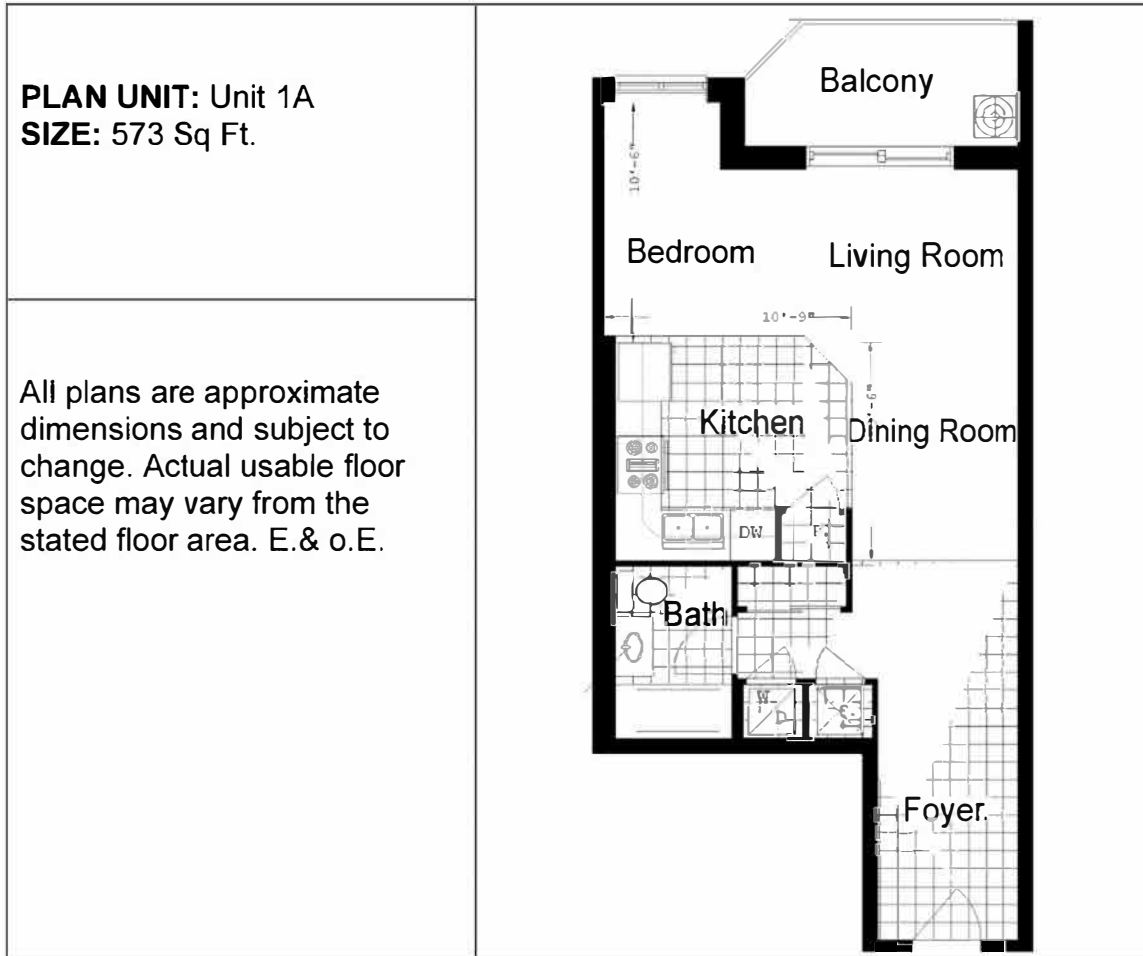 PLAN UNIT: Unit 1A
SIZE: 573 Sq Ft.
All plans are approximate
dimensions and subject to
change. Actual usable floor
space may vary from the
stated floor area. E.& o.E.
Balcony
10'-6"
Bedroom
Living Room
10'-9"
Kitchen
Dining Room
DW
Bath
W
Foyer.